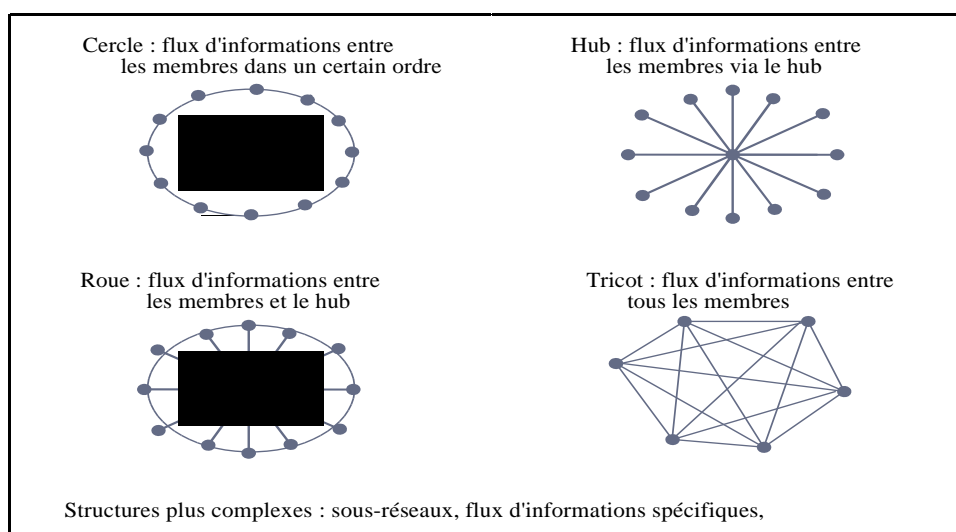 Cercle : flux d'informations entre
les membres dans un certain ordre
Hub : flux d'informations entre
les membres via le hub
Roue : flux d'informations entre
les membres et le hub
Tricot : flux d'informations entre
tous les membres
Structures plus complexes : sous-réseaux, flux d'informations spécifiques,